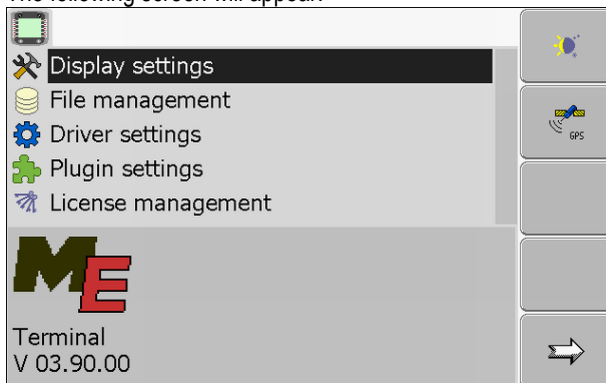 The following screen will appear:
Display settings
File management
Driver settings
Plugin settings
License management
GPS
ME
Terminal
V 03.90.00